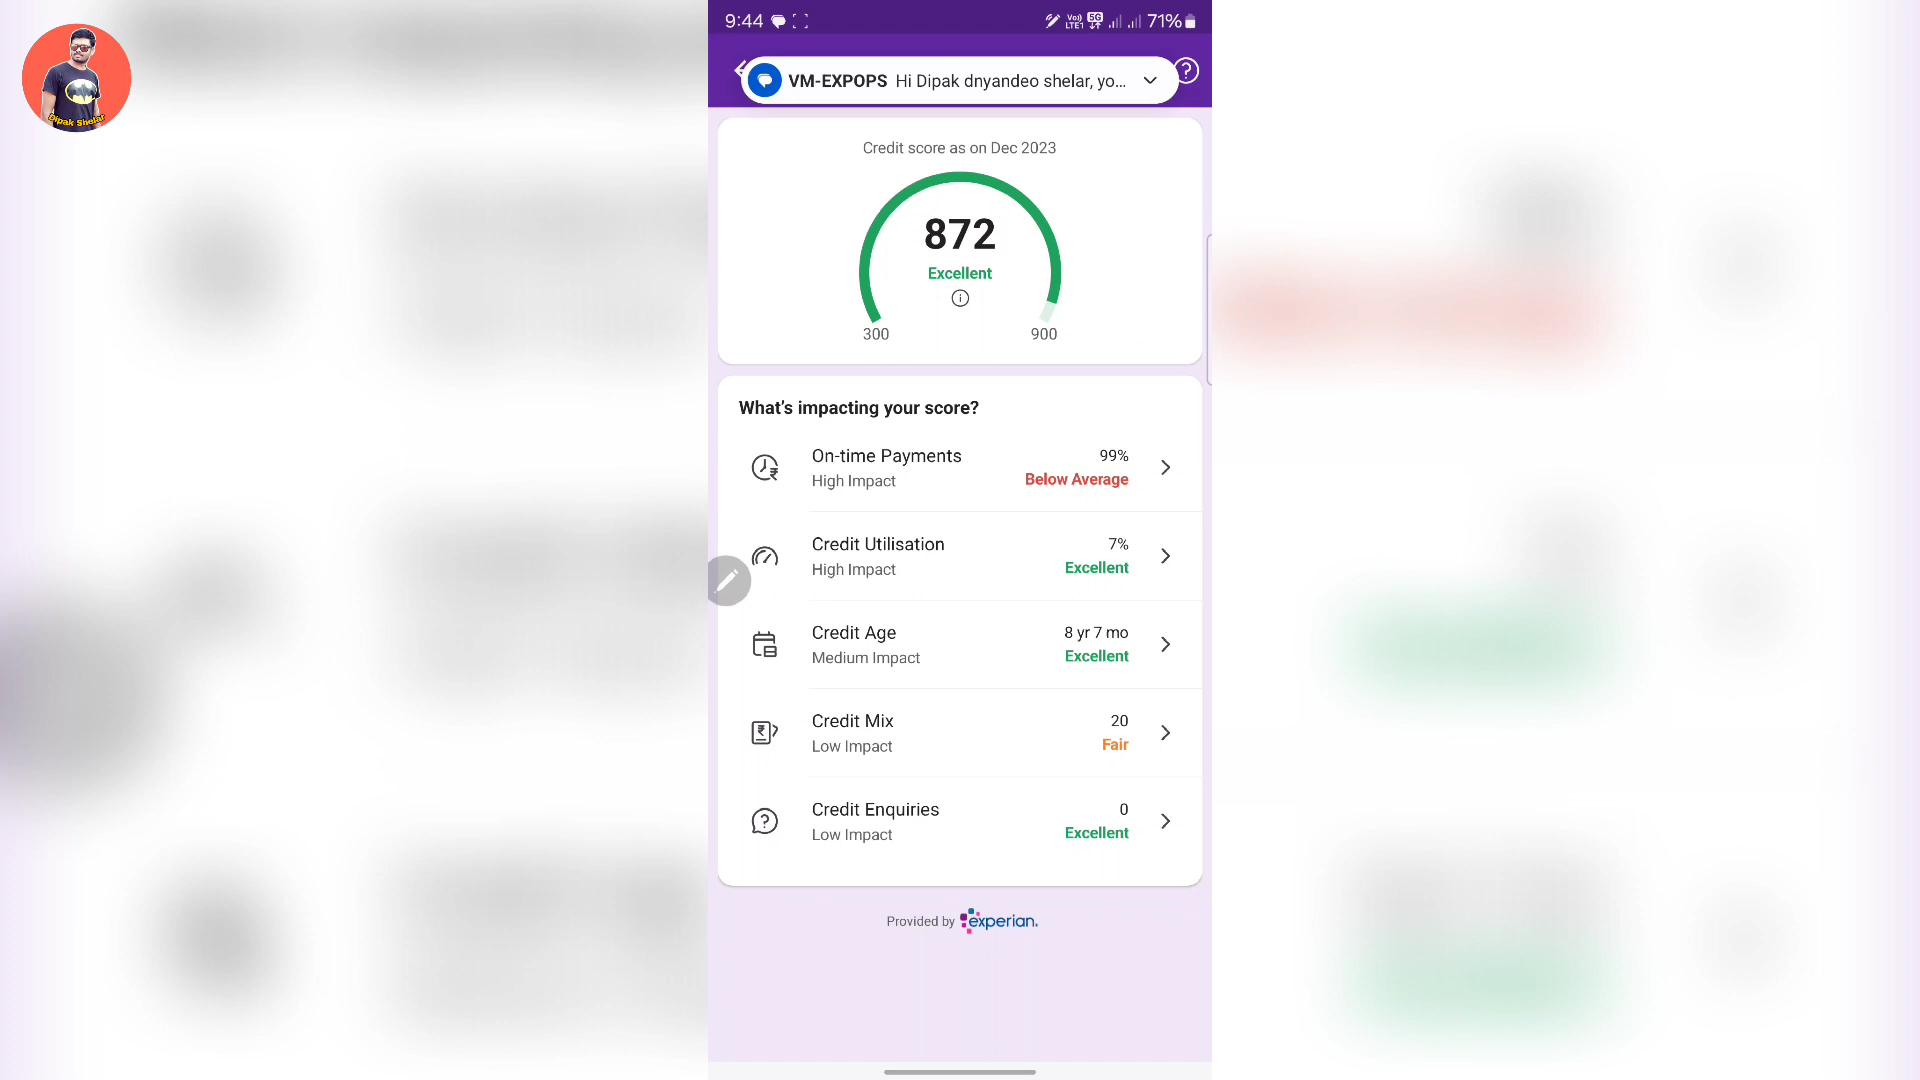 Dipak Shelar
9:44
Vo) LTE1 5G 71%
VM-EXPOPS Hi Dipak dnyandeo shelar, yo...
Credit score as on Dec 2023
872
Excellent
300 900
What's impacting your score?
On-time Payments 99%
High Impact Below Average
Credit Utilisation 7%
High Impact Excellent
Credit Age 8 yr 7 mo
Medium Impact Excellent
Credit Mix 20
Low Impact Fair
Credit Enquiries 0
Low Impact Excellent
Provided by experian.